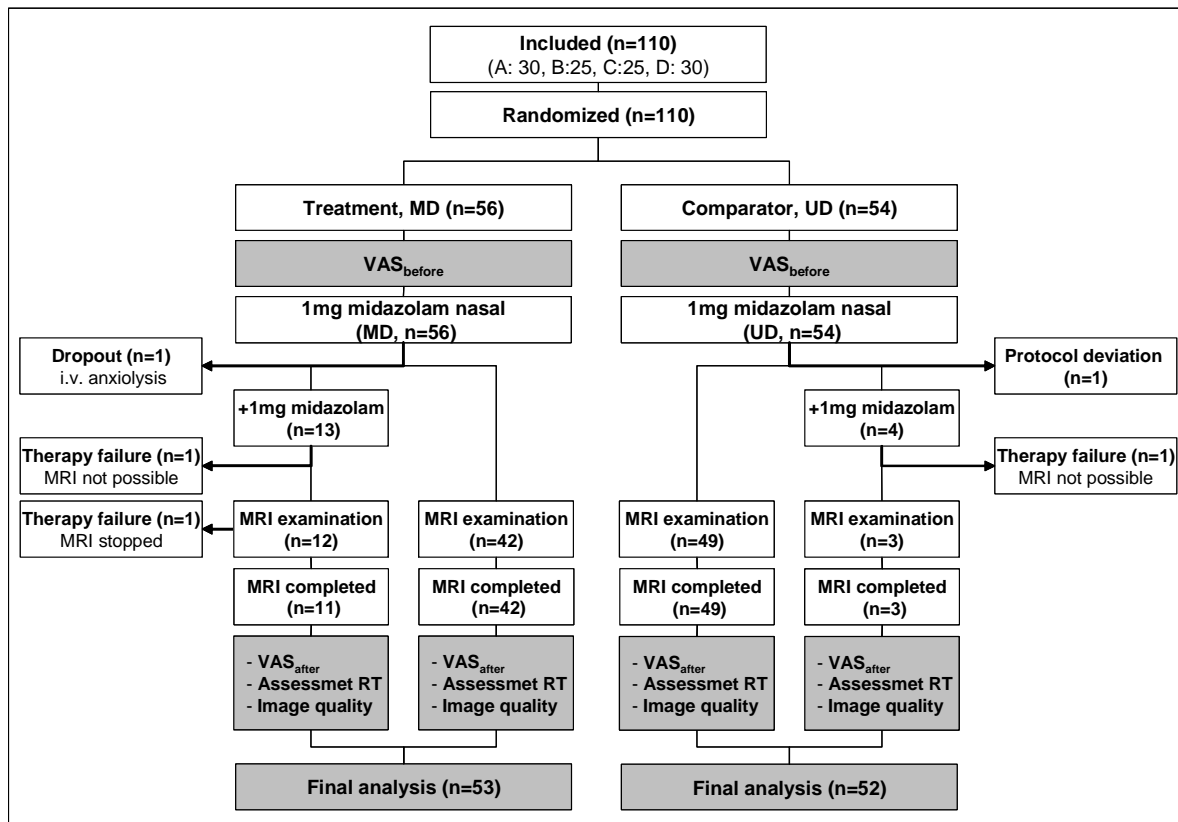 Included (n=110)
(A: 30, B:25, C:25, D: 30)
Randomized (n=110)
Treatment, MD (n=56)
Comparator, UD (n=54)
VASbefore
VASbefore
1mg midazolam nasal
(MD, n=56)
1mg midazolam nasal
(UD, n=54)
Dropout (n=1)
i.v. anxiolysis
Protocol deviation
(n=1)
+1mg midazolam
(n=13)
+1mg midazolam
(n=4)
Therapy failure (n=1)
MRI not possible
Therapy failure (n=1)
MRI not possible
Therapy failure (n=1)
MRI stopped
MRI examination
(n=12)
MRI examination
(n=42)
MRI examination
(n=49)
MRI examination
(n=3)
MRI completed
(n=11)
MRI completed
(n=42)
MRI completed
(n=49)
MRI completed
(n=3)
- VASafter
- Assessmet RT
- Image quality
- VASafter
- Assessmet RT
- Image quality
- VASafter
- Assessmet RT
- Image quality
- VASafter
- Assessmet RT
- Image quality
Final analysis (n=53)
Final analysis (n=52)